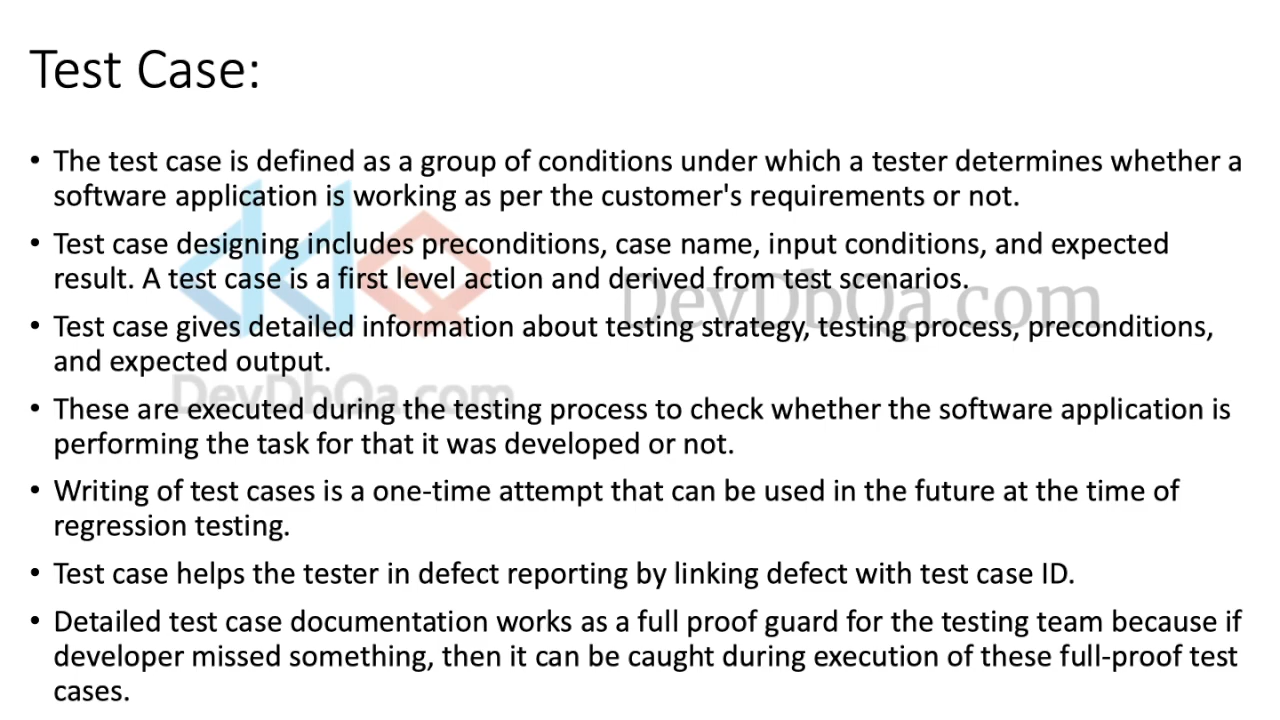 Test Case:
• The test case is defined as a group of conditions under which a tester determines whether a
software application is working as per the customer's requirements or not.
• Test case designing includes preconditions, case name, input conditions, and expected
result. A test case is a first level action and derived from test scenarios.
DevDbQa.com
• Test case gives detailed information about testing strategy, testing process, preconditions,
and expected output.
DevDbQa.com
• These are executed during the testing process to check whether the software application is
performing the task for that it was developed or not.
• Writing of test cases is a one-time attempt that can be used in the future at the time of
regression testing.
• Test case helps the tester in defect reporting by linking defect with test case ID.
• Detailed test case documentation works as a full proof guard for the testing team because if
developer missed something, then it can be caught during execution of these full-proof test
cases.